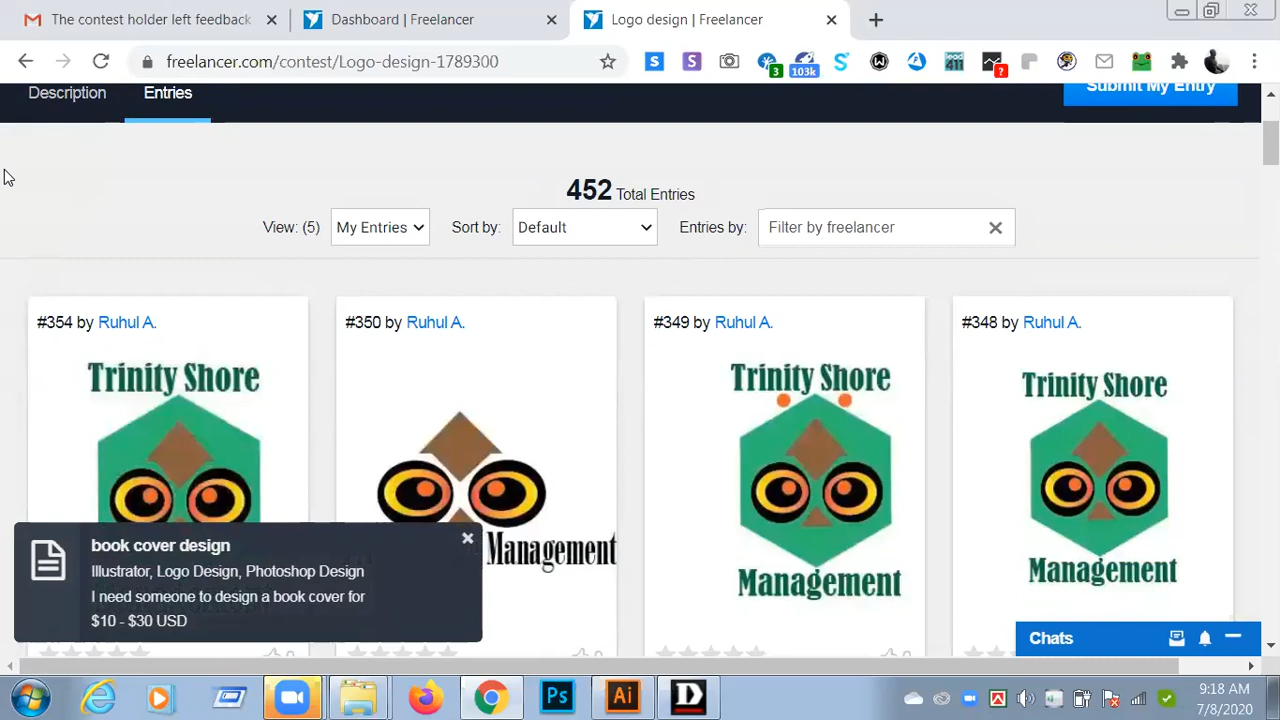 The contest holder left feedback
Dashboard | Freelancer
Logo design | Freelancer
freelancer.com/contest/Logo-design-1789300
3
103k
?
Description
Entries
Submit My Entry
452 Total Entries
View: (5) My Entries Sort by: Default Entries by: Filter by freelancer
#354 by Ruhul A.
#350 by Ruhul A.
#349 by Ruhul A.
#348 by Ruhul A.
Trinity Shore
Trinity Shore
Trinity Shore
Management
Management
Management
book cover design
Illustrator, Logo Design, Photoshop Design
I need someone to design a book cover for
$10 - $30 USD
Chats
Ps
Ai
D
9:18 AM
7/8/2020